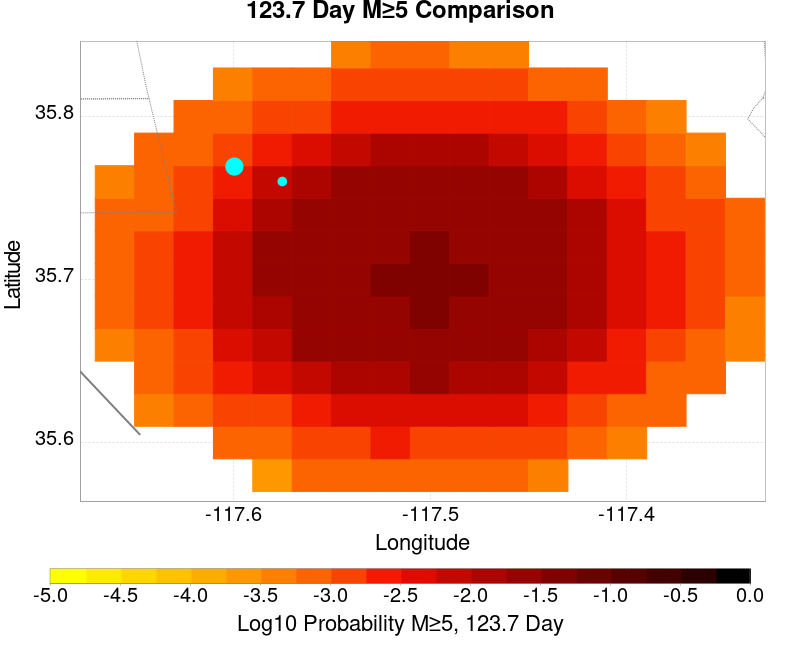 123.7 Day M≥5 Comparison
35.8
35.7
35.6
Latitude
-117.6 -117.5 -117.4
Longitude
-5.0 -4.5 -4.0 -3.5 -3.0 -2.5 -2.0 -1.5 -1.0 -0.5 0.0
Log10 Probability M≥5, 123.7 Day